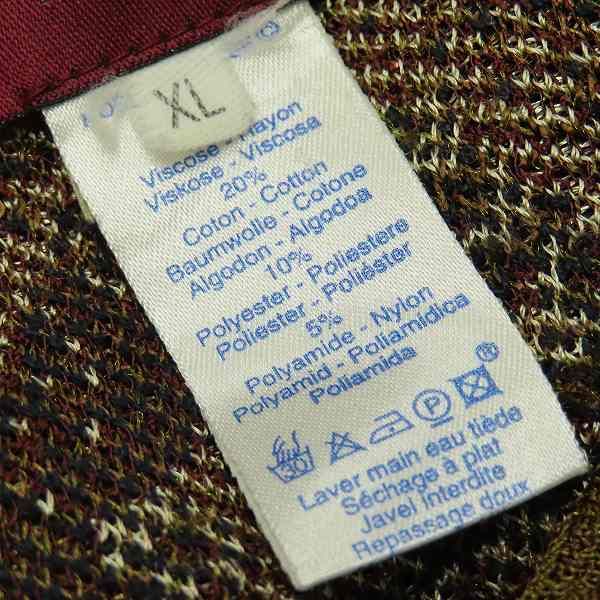 XL
Viscose - Rayon
Viskose - Viscosa
20%
Coton - Cotton
Baumwolle - Cotone
Algodon - Algodoa
10%
Polyester - Poliestere
Poliester - Poliéster
5%
Polyamide - Nylon
Polyamid - Poliamidica
Poliamida
30 P ®
Laver main eau tiède
Séchage à plat
Javel interdite
Repassage doux